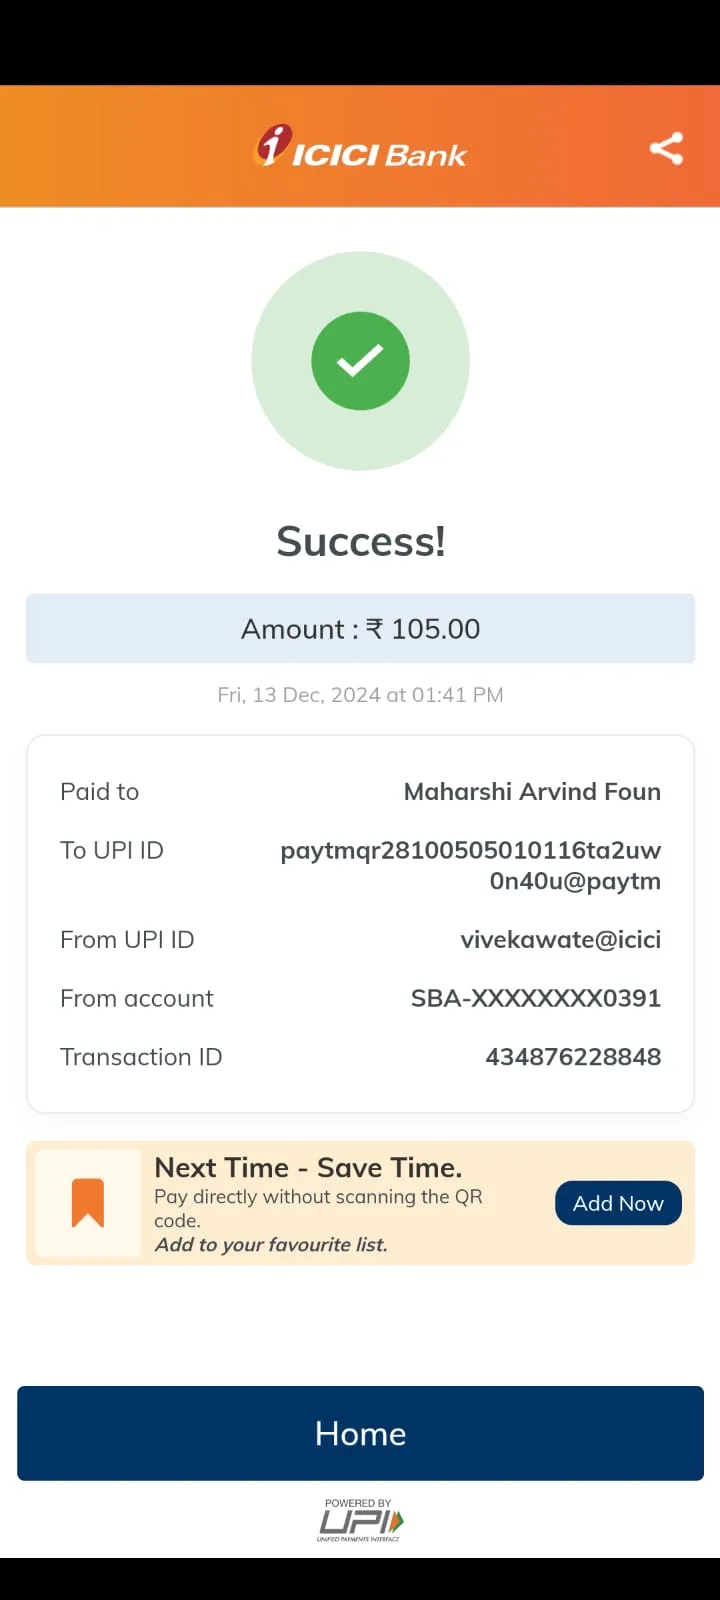 ICICI Bank
Success!
Amount : ₹ 105.00
Fri, 13 Dec, 2024 at 01:41 PM
Paid to Maharshi Arvind Foun
To UPI ID paytmqr28100505010116ta2uw
0n40u@paytm
From UPI ID vivekawate@icici
From account SBA-XXXXXXXX0391
Transaction ID 434876228848
Next Time - Save Time.
Pay directly without scanning the QR
code.
Add to your favourite list.
Add Now
Home
POWERED BY
UPI
UNIFIED PAYMENTS INTERFACE